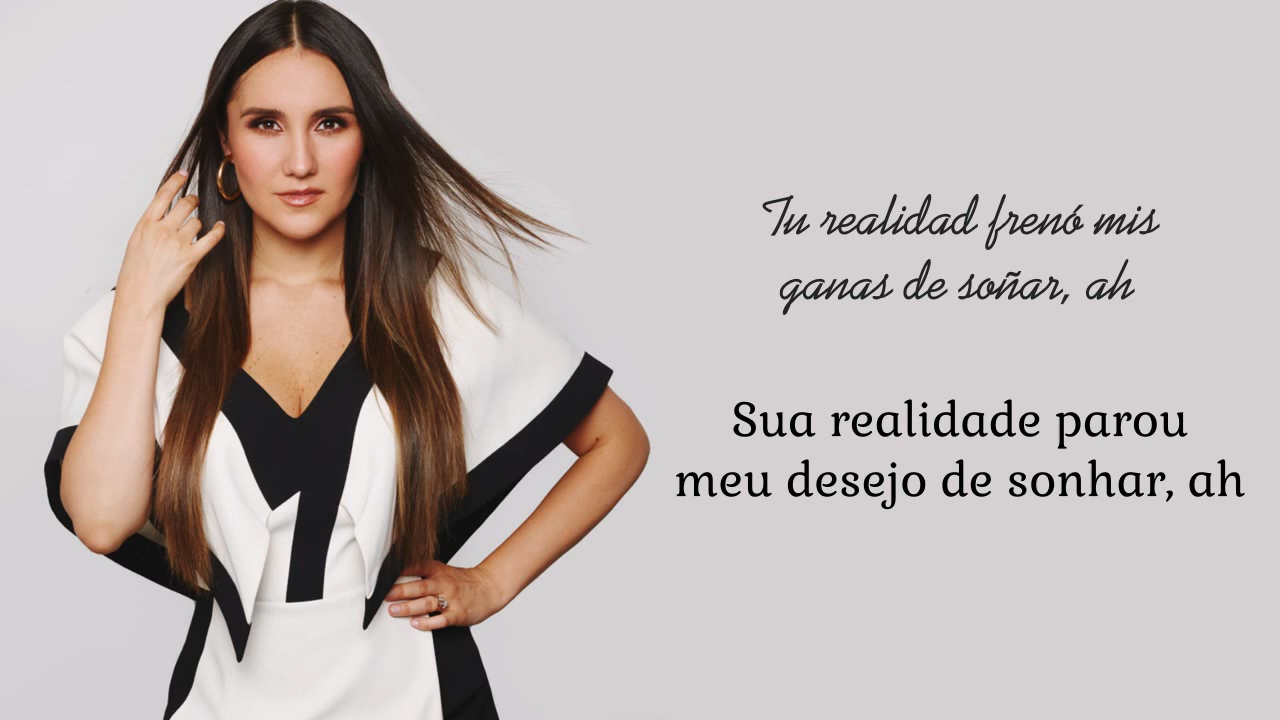 Tu realidad frenó mis
ganas de soñar, ah
Sua realidade parou
meu desejo de sonhar, ah